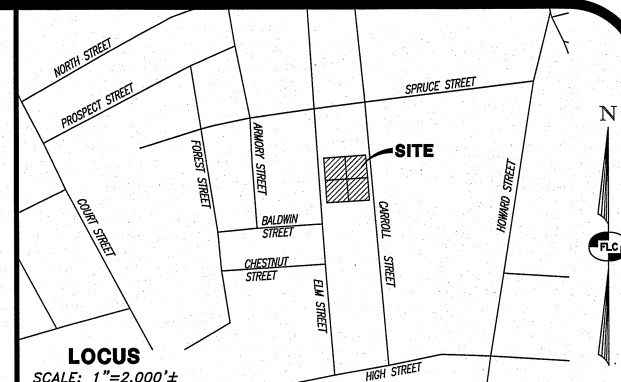 NORTH STREET
PROSPECT STREET
SPRUCE STREET
N
SITE
ARMORY STREET
FOREST STREET
HOWARD STREET
COURT STREET
CARROLL STREET
BALDWIN
STREET
FLC
CHESTNUT
STREET
ELM STREET
LOCUS
HIGH STREET
SCALE: 1"=2,000'±